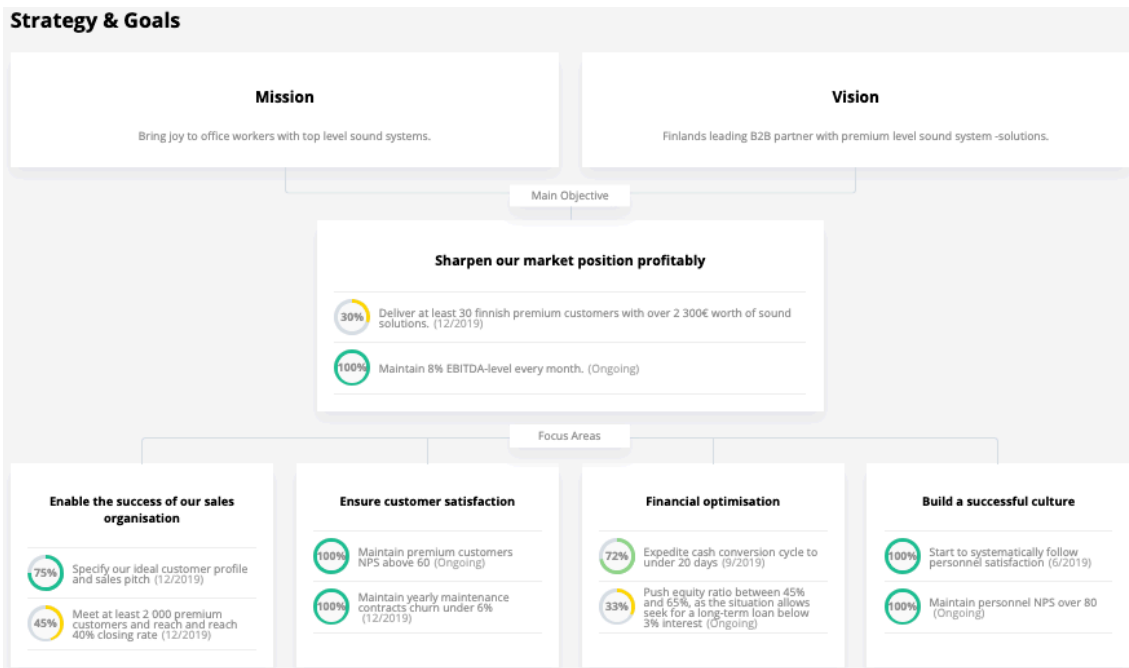 Strategy & Goals
Mission
Bring joy to office workers with top level sound systems.
Vision
Finlands leading B2B partner with premium level sound system -solutions.
Main Objective
Sharpen our market position profitably
30%
Deliver at least 30 finnish premium customers with over 2 300€ worth of sound
solutions. (12/2019)
100%
Maintain 8% EBITDA-level every month. (Ongoing)
Focus Areas
Enable the success of our sales
organisation
75%
Specify our ideal customer profile
and sales pitch (12/2019)
45%
Meet at least 2 000 premium
customers and reach and reach
40% closing rate (12/2019)
Ensure customer satisfaction
100%
Maintain premium customers
NPS above 60 (Ongoing)
100%
Maintain yearly maintenance
contracts churn under 6%
(12/2019)
Financial optimisation
72%
Expedite cash conversion cycle to
under 20 days (9/2019)
33%
Push equity ratio between 45%
and 65%, as the situation allows
seek for a long-term loan below
3% interest (Ongoing)
Build a successful culture
100%
Start to systematically follow
personnel satisfaction (6/2019)
100%
Maintain personnel NPS over 80
(Ongoing)